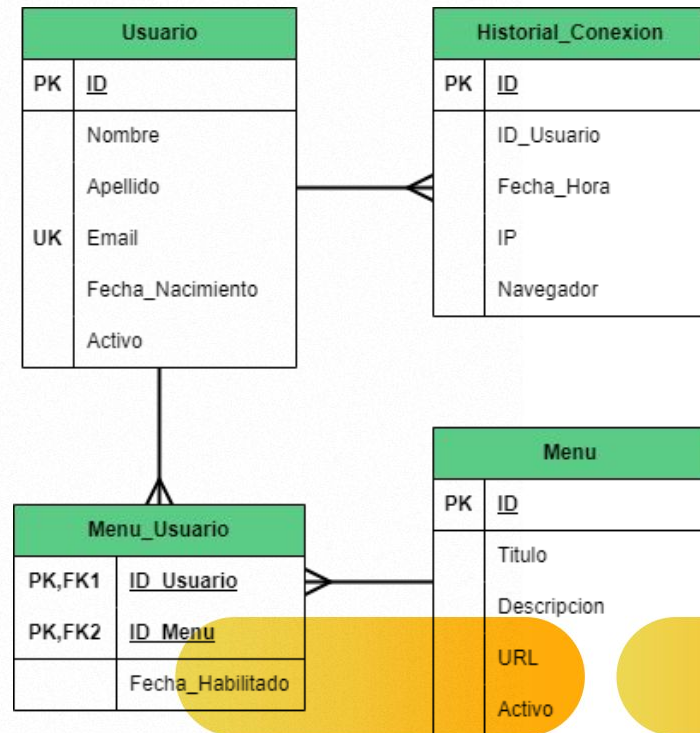 Usuario
PK ID
Nombre
Apellido
UK Email
Fecha_Nacimiento
Activo
Historial_Conexion
PK ID
ID_Usuario
Fecha_Hora
IP
Navegador
Menu_Usuario
PK,FK1 ID_Usuario
PK,FK2 ID_Menu
Fecha_Habilitado
Menu
PK ID
Titulo
Descripcion
URL
Activo